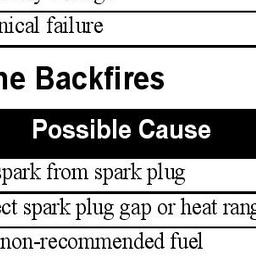 nical failure
ne Backfires
Possible Cause
spark from spark plug
ect spark plug gap or heat rang
non-recommended fuel